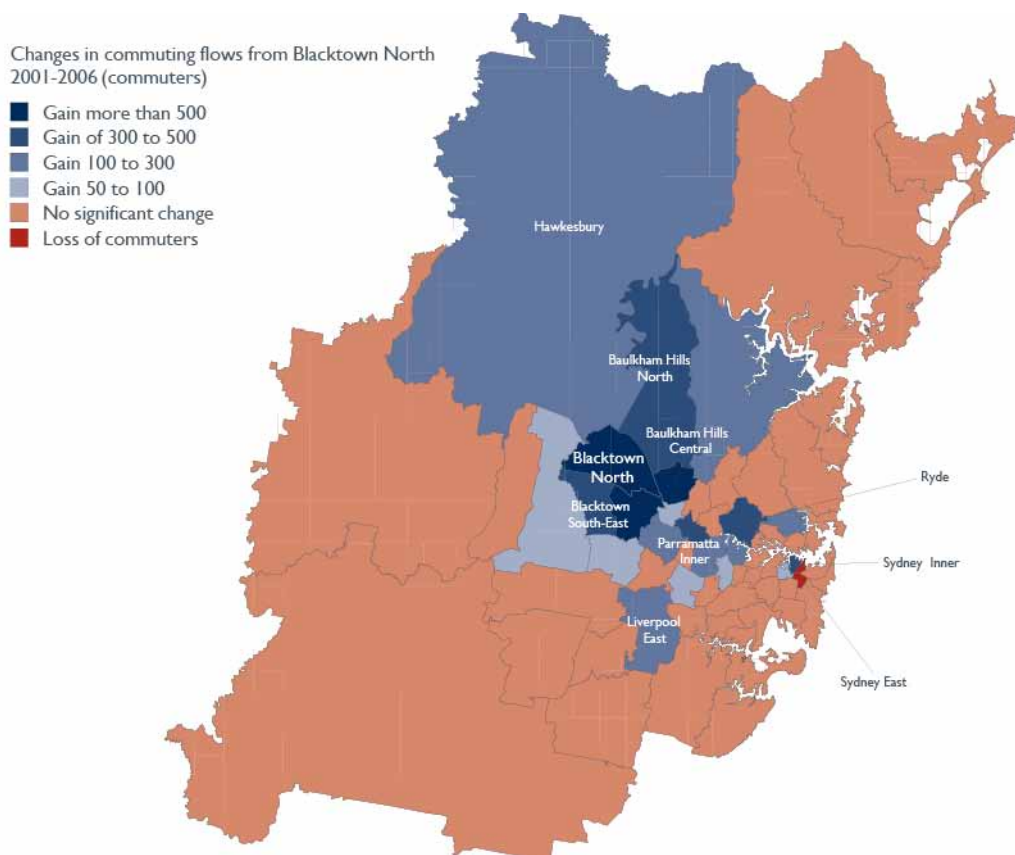 Changes in commuting flows from Blacktown North
2001-2006 (commuters)
Gain more than 500
Gain of 300 to 500
Gain 100 to 300
Gain 50 to 100
No significant change
Loss of commuters
Hawkesbury
Baulkham Hills
North
Baulkham Hills
Central
Blacktown
North
Blacktown
South-East
Ryde
Parramatta
Inner
Sydney Inner
Liverpool
East
Sydney East